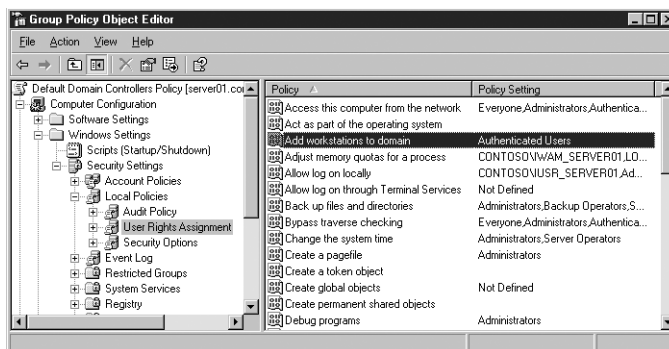 Group Policy Object Editor
File Action View Help
Default Domain Controllers Policy [server01.con
Computer Configuration
Software Settings
Windows Settings
Scripts (Startup/Shutdown)
Security Settings
Account Policies
Local Policies
Audit Policy
User Rights Assignment
Security Options
Event Log
Restricted Groups
System Services
Registry
Policy Policy Setting
Access this computer from the network Everyone,Administrators,Authentica...
Act as part of the operating system
Add workstations to domain Authenticated Users
Adjust memory quotas for a process CONTOSO\IWAM_SERVER01,LO...
Allow log on locally CONTOSO\IUSR_SERVER01,Ad...
Allow log on through Terminal Services Not Defined
Back up files and directories Administrators,Backup Operators,S...
Bypass traverse checking Everyone,Administrators,Authentica...
Change the system time Administrators,Server Operators
Create a pagefile Administrators
Create a token object
Create global objects Not Defined
Create permanent shared objects
Debug programs Administrators